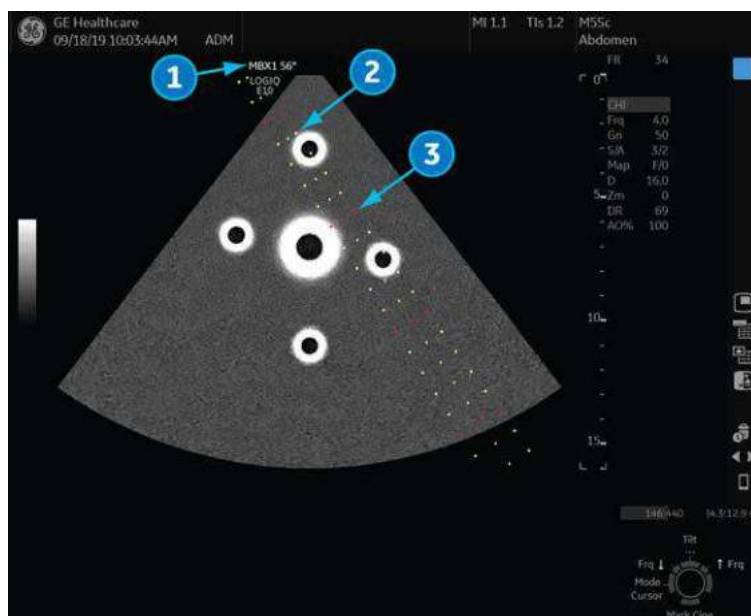 GE Healthcare
09/18/19 10:03:44AM ADM
MI 1.1 TIs 1.2
M5Sc
Abdomen
1
MBX1 56°
LOGIQ
E10
2
3
FR 34
CHI
Frq 4.0
Gn 50
S/A 3/2
Map F/0
D 16.0
Zm 0
DR 69
AO% 100
0
5
10
15
146:440
Tilt
Frq ↓ ↑ Frq
Mode
Cursor
Mark Cine